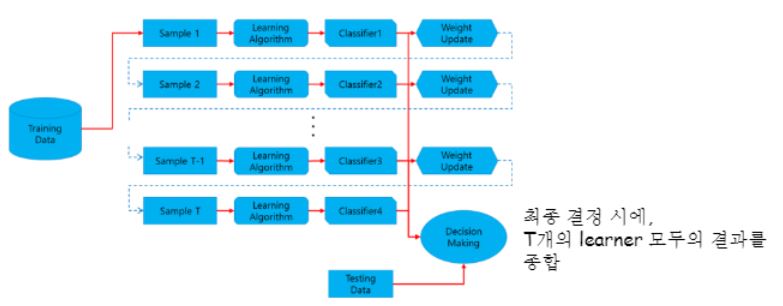 Sample 1
Learning
Algorithm
Classifier1
Weight
Update
Sample 2
Learning
Algorithm
Classifier2
Weight
Update
Training
Data
Sample T-1
Learning
Algorithm
Classifier3
Weight
Update
Sample T
Learning
Algorithm
Classifier4
Decision
Making
최종 결정 시에,
T개의 learner 모두의 결과를
종합
Testing
Data